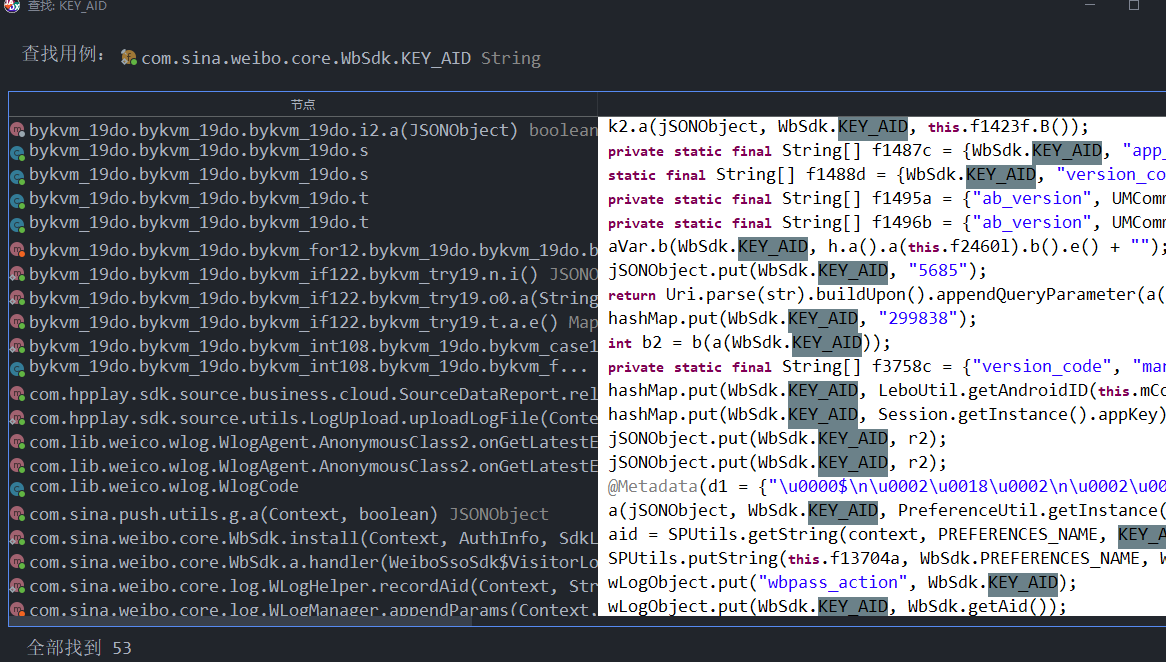 查找: KEY_AID
查找用例: com.sina.weibo.core.WbSdk.KEY_AID String
节点
bykvm_19do.bykvm_19do.bykvm_19do.i2.a(JSONObject) boolean k2.a(jSONObject, WbSdk.KEY_AID, this.f1423f.B());
bykvm_19do.bykvm_19do.bykvm_19do.s private static final String[] f1487c = {WbSdk.KEY_AID, "app_
bykvm_19do.bykvm_19do.bykvm_19do.s static final String[] f1488d = {WbSdk.KEY_AID, "version_co
bykvm_19do.bykvm_19do.bykvm_19do.t private static final String[] f1495a = {"ab_version", UMComm
bykvm_19do.bykvm_19do.bykvm_19do.t private static final String[] f1496b = {"ab_version", UMComm
bykvm_19do.bykvm_19do.bykvm_for12.bykvm_19do.bykvm_19do.b aVar.b(WbSdk.KEY_AID, h.a().a(this.f2460l).b().e() + "");
bykvm_19do.bykvm_19do.bykvm_if122.bykvm_try19.n.i() JSONO jSONObject.put(WbSdk.KEY_AID, "5685");
bykvm_19do.bykvm_19do.bykvm_if122.bykvm_try19.o0.a(String return Uri.parse(str).buildUpon().appendQueryParameter(a(
bykvm_19do.bykvm_19do.bykvm_if122.bykvm_try19.t.a.e() Map hashMap.put(WbSdk.KEY_AID, "299838");
bykvm_19do.bykvm_19do.bykvm_int108.bykvm_19do.bykvm_case1 int b2 = b(a(WbSdk.KEY_AID));
bykvm_19do.bykvm_19do.bykvm_int108.bykvm_19do.bykvm_f... private static final String[] f3758c = {"version_code", "man
com.hpplay.sdk.source.business.cloud.SourceDataReport.rel hashMap.put(WbSdk.KEY_AID, LeboUtil.getAndroidID(this.mCo
com.hpplay.sdk.source.utils.LogUpload.uploadLogFile(Conte hashMap.put(WbSdk.KEY_AID, Session.getInstance().appKey)
com.lib.weico.wlog.WlogAgent.AnonymousClass2.onGetLatestE jSONObject.put(WbSdk.KEY_AID, r2);
com.lib.weico.wlog.WlogAgent.AnonymousClass2.onGetLatestE jSONObject.put(WbSdk.KEY_AID, r2);
com.lib.weico.wlog.WlogCode @Metadata(d1 = {"\u0000$\n\u0002\u0018\u0002\n\u0002\u00
com.sina.push.utils.g.a(Context, boolean) JSONObject a(jSONObject, WbSdk.KEY_AID, PreferenceUtil.getInstance(
com.sina.weibo.core.WbSdk.install(Context, AuthInfo, SdkL aid = SPUtils.getString(context, PREFERENCES_NAME, KEY_A
com.sina.weibo.core.WbSdk.a.handler(WeiboSsoSdk$VisitorLo SPUtils.putString(this.f13704a, WbSdk.PREFERENCES_NAME, W
com.sina.weibo.core.log.WLogHelper.recordAid(Context, Str wLogObject.put("wbpass_action", WbSdk.KEY_AID);
com.sina.weibo.core.log.WLogManager.appendParams(Context, wLogObject.put(WbSdk.KEY_AID, WbSdk.getAid());
全部找到 53